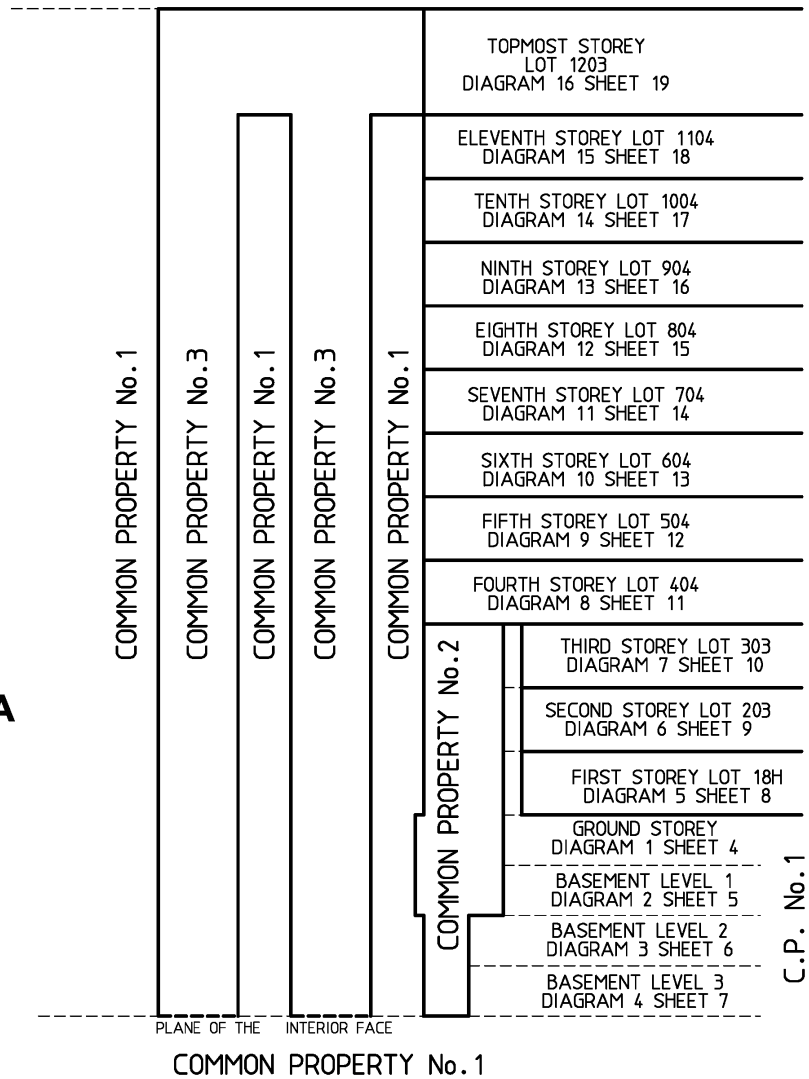 TOPMOST STOREY
LOT 1203
DIAGRAM 16 SHEET 19
ELEVENTH STOREY LOT 1104
DIAGRAM 15 SHEET 18
TENTH STOREY LOT 1004
DIAGRAM 14 SHEET 17
NINTH STOREY LOT 904
DIAGRAM 13 SHEET 16
EIGHTH STOREY LOT 804
DIAGRAM 12 SHEET 15
SEVENTH STOREY LOT 704
DIAGRAM 11 SHEET 14
SIXTH STOREY LOT 604
DIAGRAM 10 SHEET 13
FIFTH STOREY LOT 504
DIAGRAM 9 SHEET 12
FOURTH STOREY LOT 404
DIAGRAM 8 SHEET 11
THIRD STOREY LOT 303
DIAGRAM 7 SHEET 10
SECOND STOREY LOT 203
DIAGRAM 6 SHEET 9
FIRST STOREY LOT 18H
DIAGRAM 5 SHEET 8
GROUND STOREY
DIAGRAM 1 SHEET 4
BASEMENT LEVEL 1
DIAGRAM 2 SHEET 5
BASEMENT LEVEL 2
DIAGRAM 3 SHEET 6
BASEMENT LEVEL 3
DIAGRAM 4 SHEET 7
COMMON PROPERTY No.1
COMMON PROPERTY No.3
COMMON PROPERTY No.1
COMMON PROPERTY No.3
COMMON PROPERTY No.1
COMMON PROPERTY No.2
C.P. No.1
A
PLANE OF THE INTERIOR FACE
COMMON PROPERTY No.1